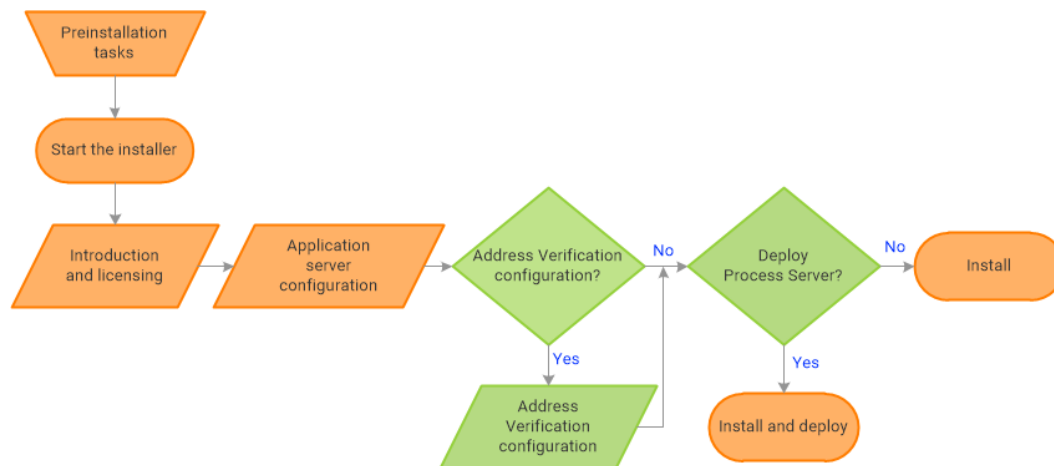 Preinstallation
tasks
Start the installer
Introduction
and licensing
Application
server
configuration
Address Verification
configuration?
No
Yes
Address
Verification
configuration
Deploy
Process Server?
No
Install
Yes
Install and deploy